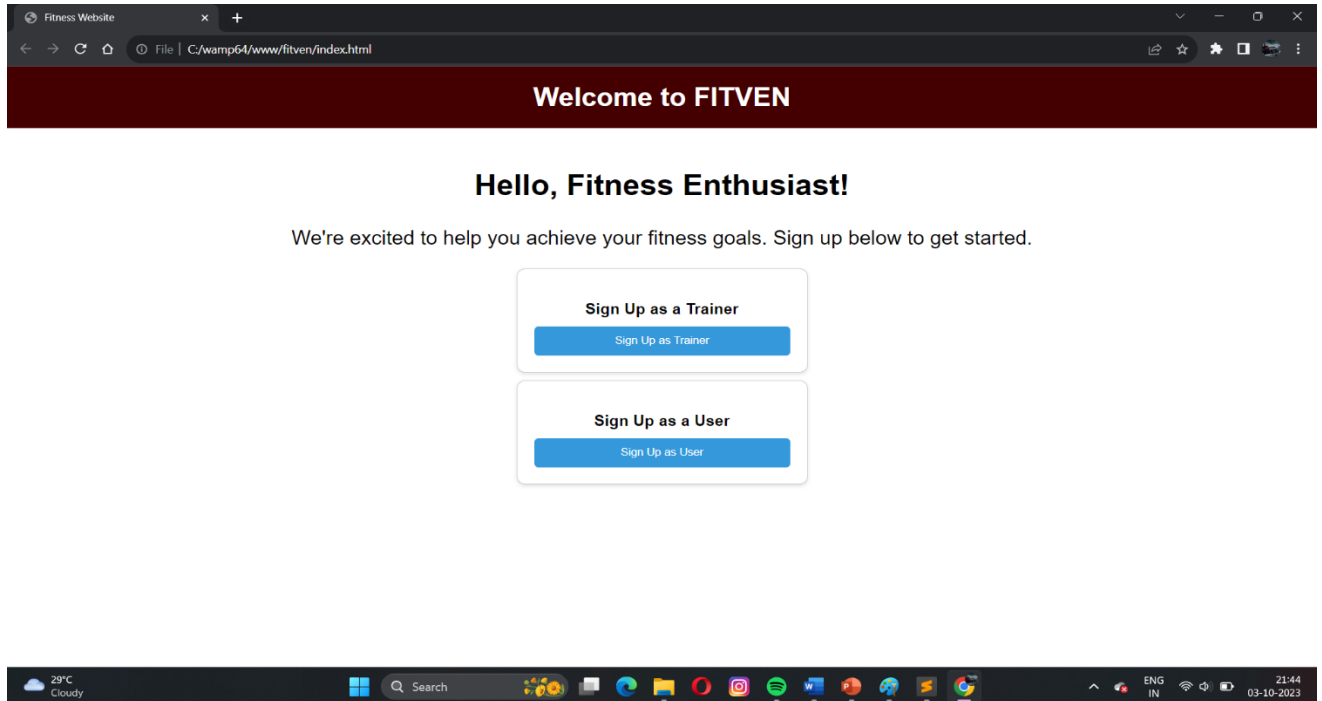 Fitness Website
File | C:/wamp64/www/fitven/index.html
Welcome to FITVEN
Hello, Fitness Enthusiast!
We're excited to help you achieve your fitness goals. Sign up below to get started.
Sign Up as a Trainer
Sign Up as Trainer
Sign Up as a User
Sign Up as User
29°C
Cloudy
Search
ENG
IN
21:44
03-10-2023